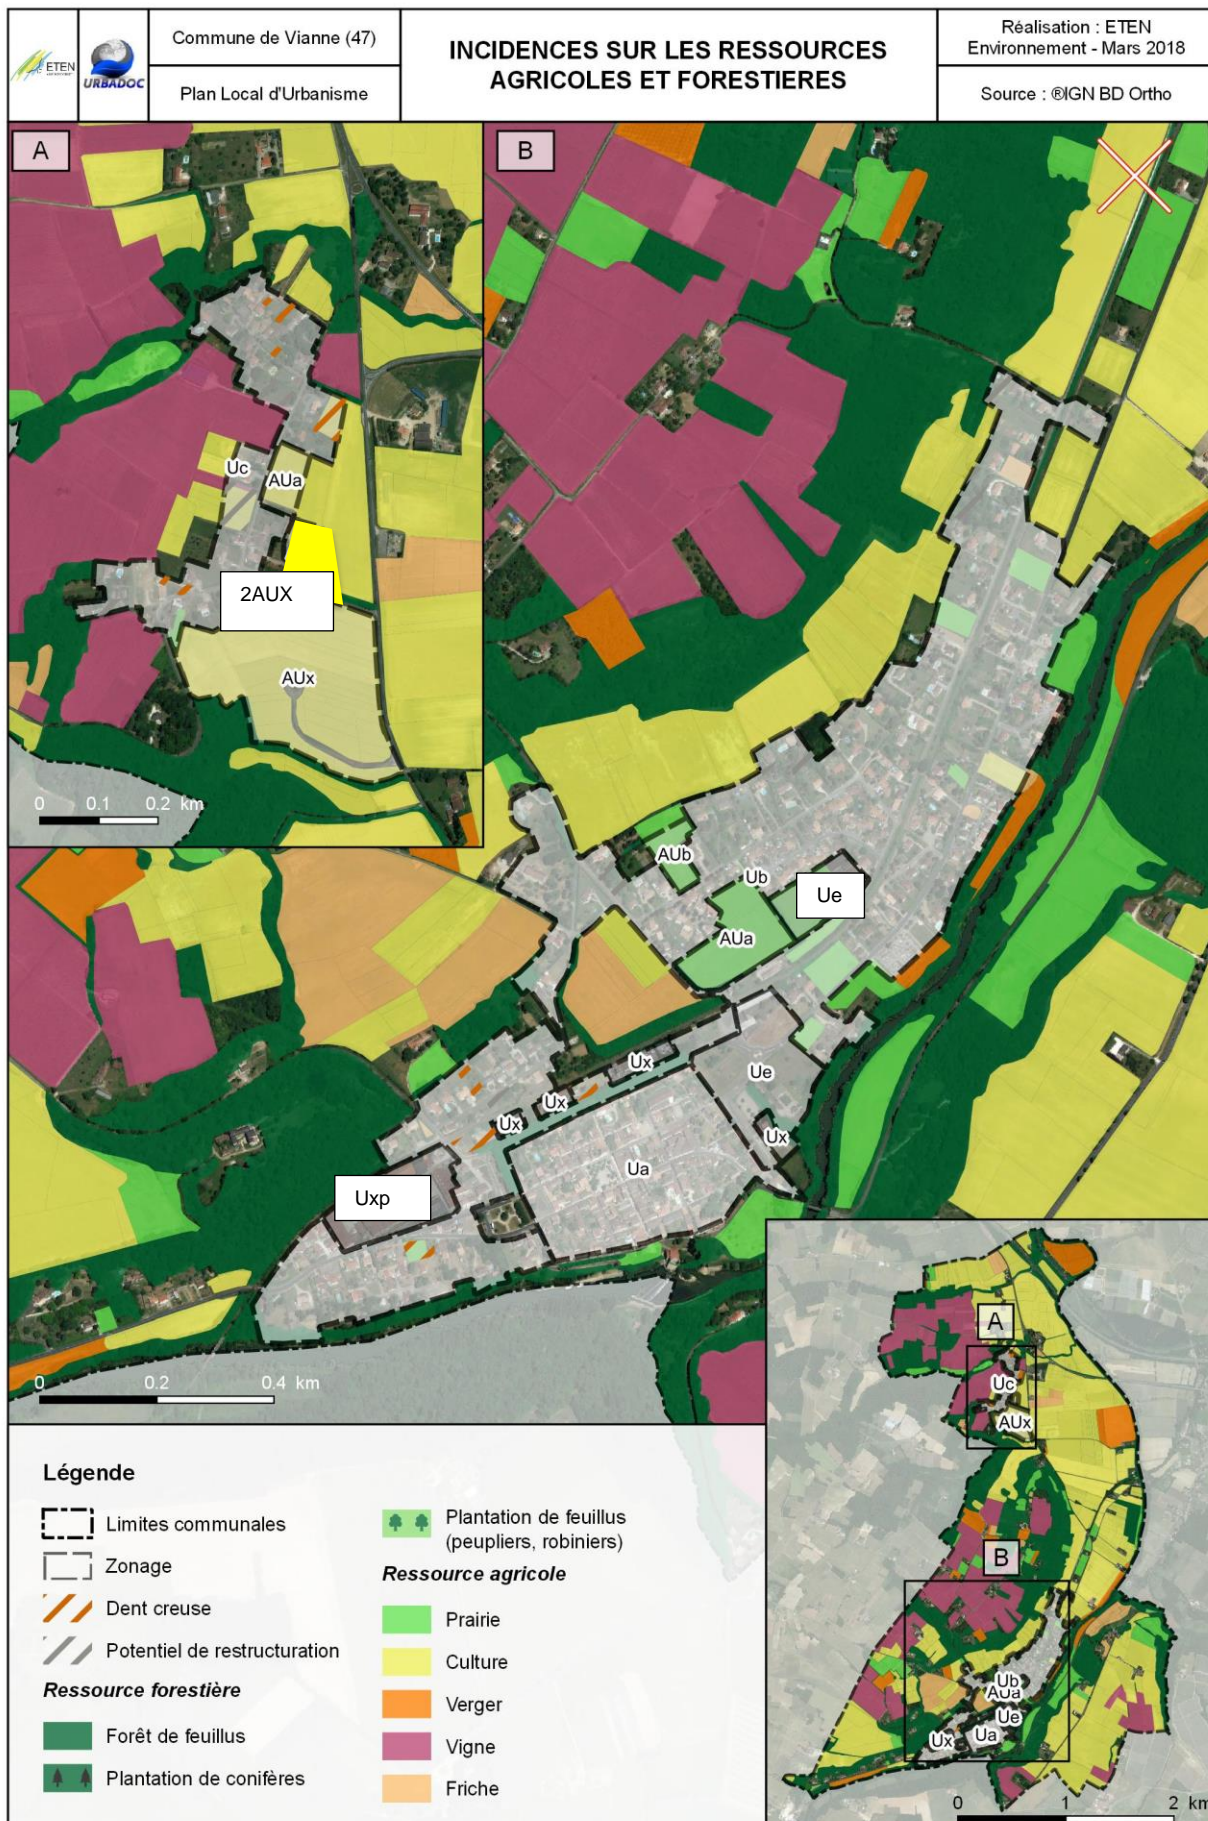 ETEN
URBADOC
Commune de Vianne (47)
Plan Local d'Urbanisme
INCIDENCES SUR LES RESSOURCES
AGRICOLES ET FORESTIERES
Réalisation : ETEN
Environnement - Mars 2018
Source : ®IGN BD Ortho
A
Uc
AUa
2AUX
AUx
0 0.1 0.2 km
B
AUb
Ub
Ue
AUa
Ux
Ue
Ux
Ux
Ux
Ua
Uxp
0 0.2 0.4 km
A
Uc
AUx
B
Ub
AUa
Ue
Ua
Ux
0 1 2 km
Légende
Limites communales
Zonage
Dent creuse
Potentiel de restructuration
Ressource forestière
Forêt de feuillus
Plantation de conifères
Plantation de feuillus
(peupliers, robiniers)
Ressource agricole
Prairie
Culture
Verger
Vigne
Friche